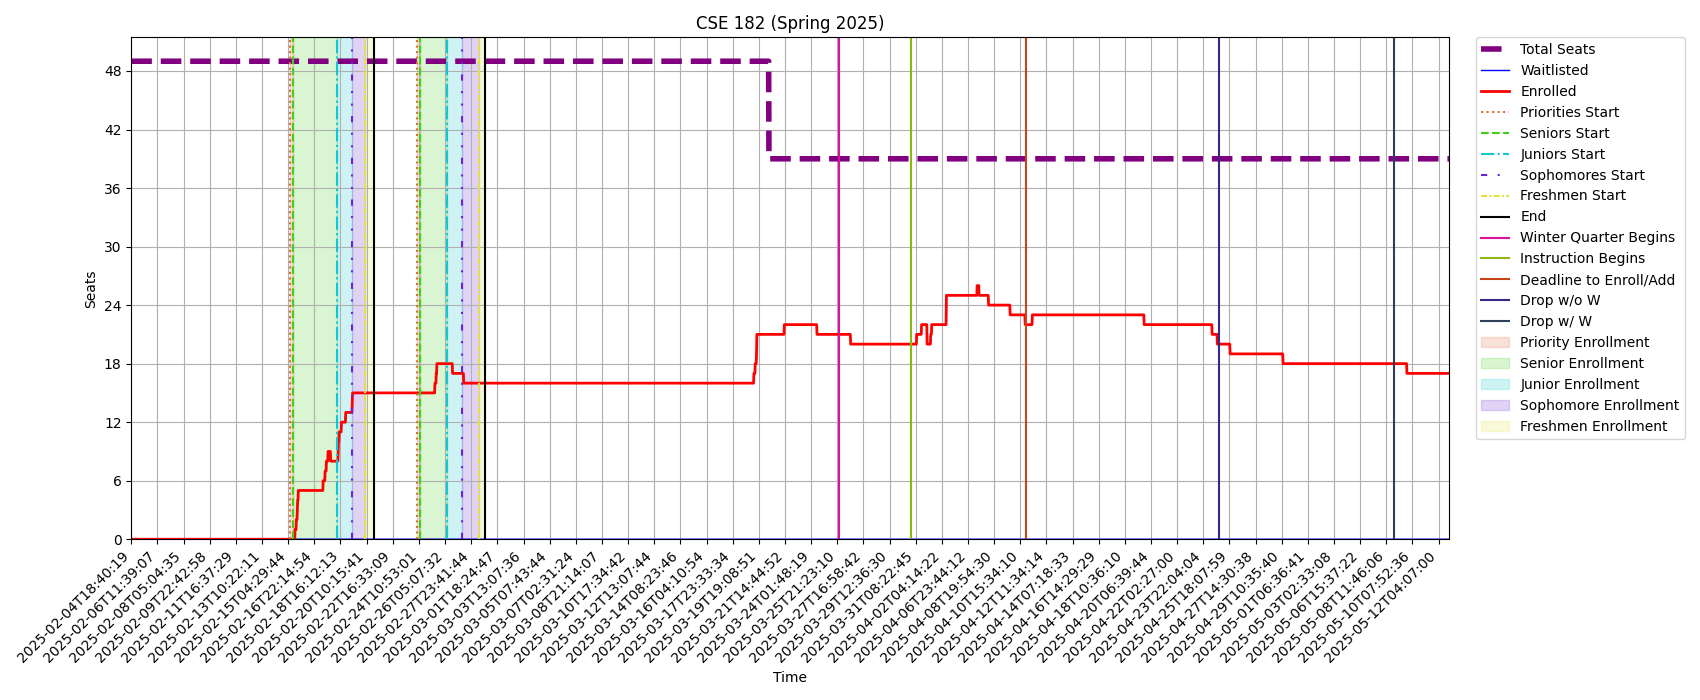 CSE 182 (Spring 2025)
Seats
48
42
36
30
24
18
12
6
0
2025-02-04T18:40:19
2025-02-06T11:39:07
2025-02-08T05:04:35
2025-02-09T22:42:58
2025-02-11T16:37:29
2025-02-13T10:22:11
2025-02-15T04:29:44
2025-02-16T22:14:54
2025-02-18T16:12:13
2025-02-20T10:15:41
2025-02-22T16:33:09
2025-02-24T10:53:01
2025-02-26T05:07:32
2025-02-27T23:41:44
2025-03-01T18:24:47
2025-03-03T13:07:36
2025-03-05T07:43:44
2025-03-07T02:31:24
2025-03-08T21:14:07
2025-03-10T17:34:42
2025-03-12T13:07:44
2025-03-14T08:23:46
2025-03-16T04:10:54
2025-03-17T23:33:34
2025-03-19T19:08:51
2025-03-21T14:44:52
2025-03-24T01:48:19
2025-03-25T21:23:10
2025-03-27T16:58:42
2025-03-29T12:36:30
2025-03-31T08:22:45
2025-04-02T04:14:22
2025-04-06T23:44:12
2025-04-08T19:54:30
2025-04-10T15:34:10
2025-04-12T11:34:14
2025-04-14T07:18:33
2025-04-16T14:29:29
2025-04-18T10:36:10
2025-04-20T06:39:44
2025-04-22T02:27:00
2025-04-23T22:04:04
2025-04-25T18:07:59
2025-04-27T14:30:38
2025-04-29T10:35:40
2025-05-01T06:36:41
2025-05-03T02:33:08
2025-05-06T15:37:22
2025-05-08T11:46:06
2025-05-10T07:52:36
2025-05-12T04:07:00
Time
Total Seats
Waitlisted
Enrolled
Priorities Start
Seniors Start
Juniors Start
Sophomores Start
Freshmen Start
End
Winter Quarter Begins
Instruction Begins
Deadline to Enroll/Add
Drop w/o W
Drop w/ W
Priority Enrollment
Senior Enrollment
Junior Enrollment
Sophomore Enrollment
Freshmen Enrollment